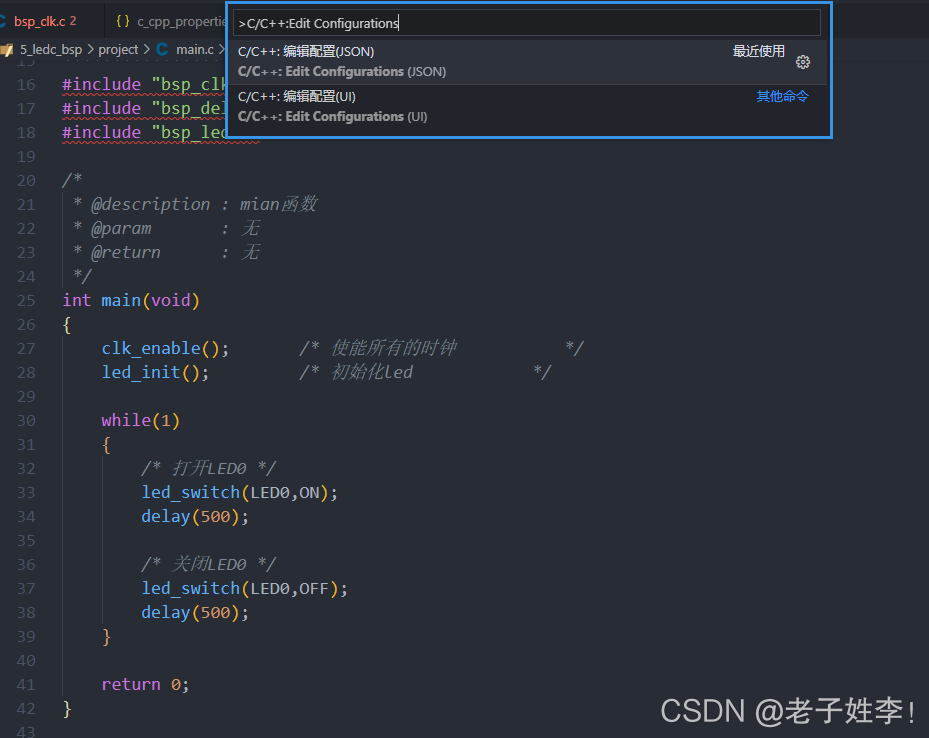 bsp_clk.c 2
{} c_cpp_propertie
>C/C++:Edit Configurations
5_ledc_bsp > project > C main.c >
C/C++: 编辑配置(JSON)
最近使用
C/C++: Edit Configurations (JSON)
C/C++: 编辑配置(UI)
其他命令
C/C++: Edit Configurations (UI)
15
16 #include "bsp_clk
17 #include "bsp_del
18 #include "bsp_led
19
20 /*
21 * @description : mian函数
22 * @param : 无
23 * @return : 无
24 */
25 int main(void)
26 {
27 clk_enable(); /* 使能所有的时钟 */
28 led_init(); /* 初始化led */
29
30 while(1)
31 {
32 /* 打开LED0 */
33 led_switch(LED0,ON);
34 delay(500);
35
36 /* 关闭LED0 */
37 led_switch(LED0,OFF);
38 delay(500);
39 }
40
41 return 0;
42 }
43
CSDN @老子姓李!